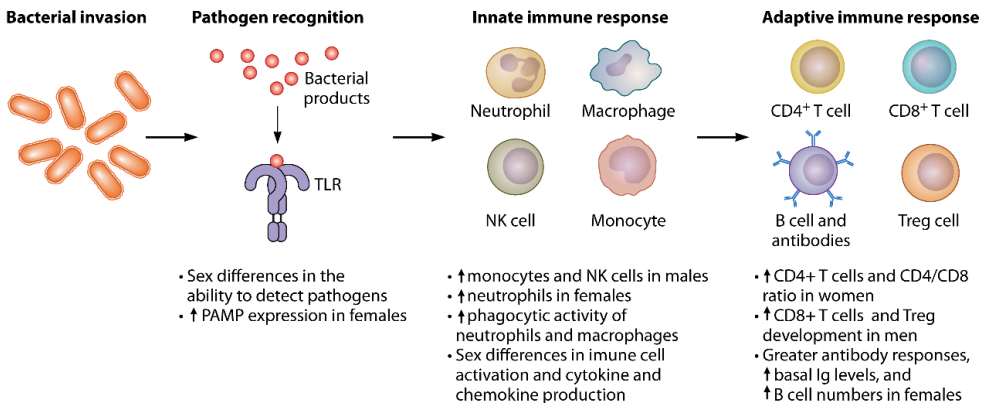 Bacterial invasion
Pathogen recognition
Bacterial
products
TLR
• Sex differences in the
ability to detect pathogens
• ↑ PAMP expression in females
Innate immune response
Neutrophil
Macrophage
NK cell
Monocyte
• ↑monocytes and NK cells in males
• ↑neutrophils in females
• ↑phagocytic activity of
neutrophils and macrophages
• Sex differences in imune cell
activation and cytokine and
chemokine production
Adaptive immune response
CD4+ T cell
CD8+ T cell
B cell and
antibodies
Treg cell
• ↑CD4+ T cells and CD4/CD8
ratio in women
• ↑CD8+ T cells and Treg
development in men
• Greater antibody responses,
↑basal Ig levels, and
↑B cell numbers in females